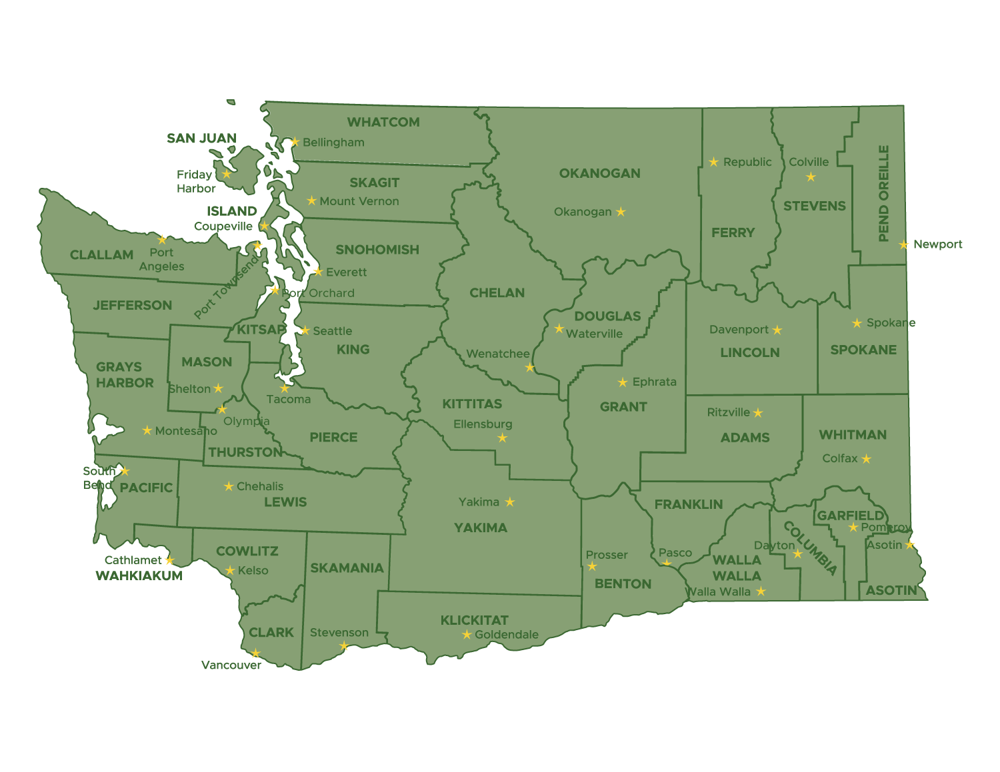 WHATCOM
SAN JUAN
Bellingham
Republic
Colville
OKANOGAN
Friday
Harbor
SKAGIT
Mount Vernon
PEND OREILLE
STEVENS
ISLAND
Okanogan
Coupeville
FERRY
Newport
CLALLAM
Port
Angeles
SNOHOMISH
Port Townsend
Everett
Port Orchard
CHELAN
JEFFERSON
DOUGLAS
KITSAP
Seattle
Waterville
Davenport
Spokane
KING
LINCOLN
SPOKANE
Wenatchee
MASON
GRAYS
HARBOR
Shelton
Tacoma
Ephrata
KITTITAS
GRANT
Ritzville
Olympia
Ellensburg
Montesano
PIERCE
ADAMS
WHITMAN
THURSTON
Colfax
South
Bend
PACIFIC
Chehalis
LEWIS
Yakima
YAKIMA
FRANKLIN
GARFIELD
Pomeroy
COLUMBIA
Dayton
Asotin
COWLITZ
Prosser
Pasco
WALLA
WALLA
Cathlamet
WAHKIAKUM
Kelso
SKAMANIA
BENTON
Walla Walla
ASOTIN
KLICKITAT
CLARK
Stevenson
Goldendale
Vancouver